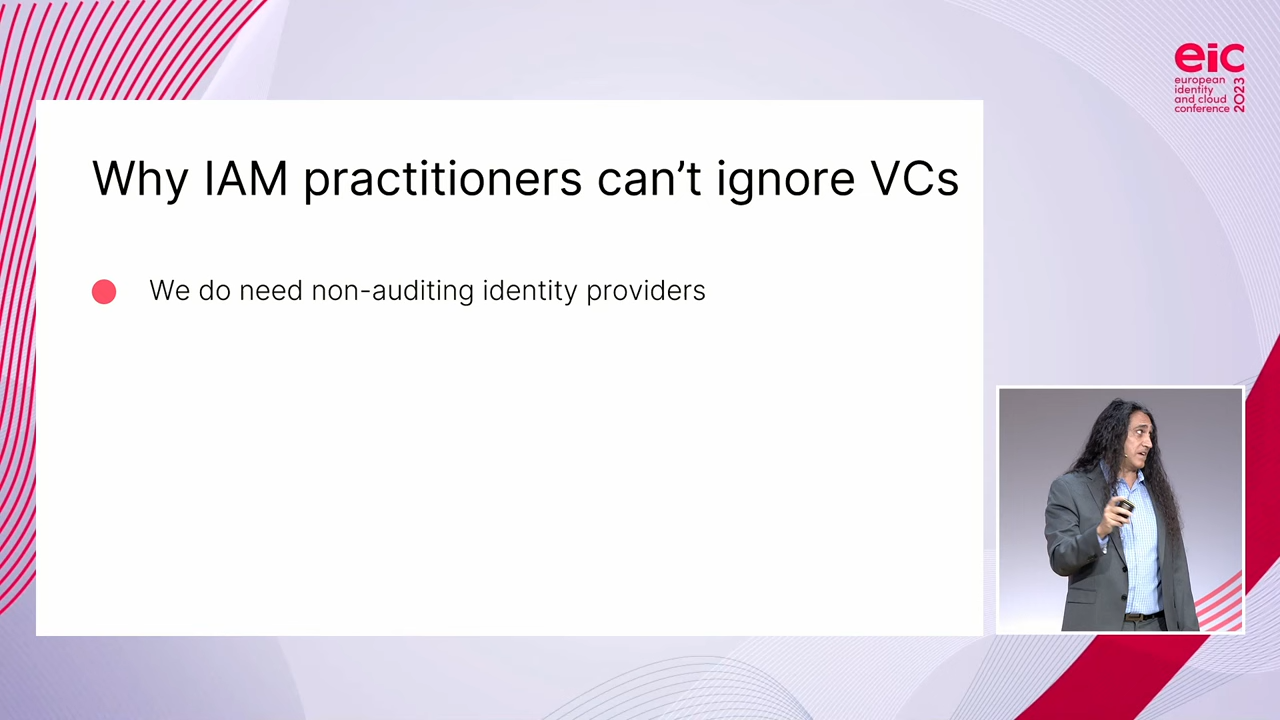 eic
european
identity
and cloud
conference
2023
Why IAM practitioners can’t ignore VCs
We do need non-auditing identity providers